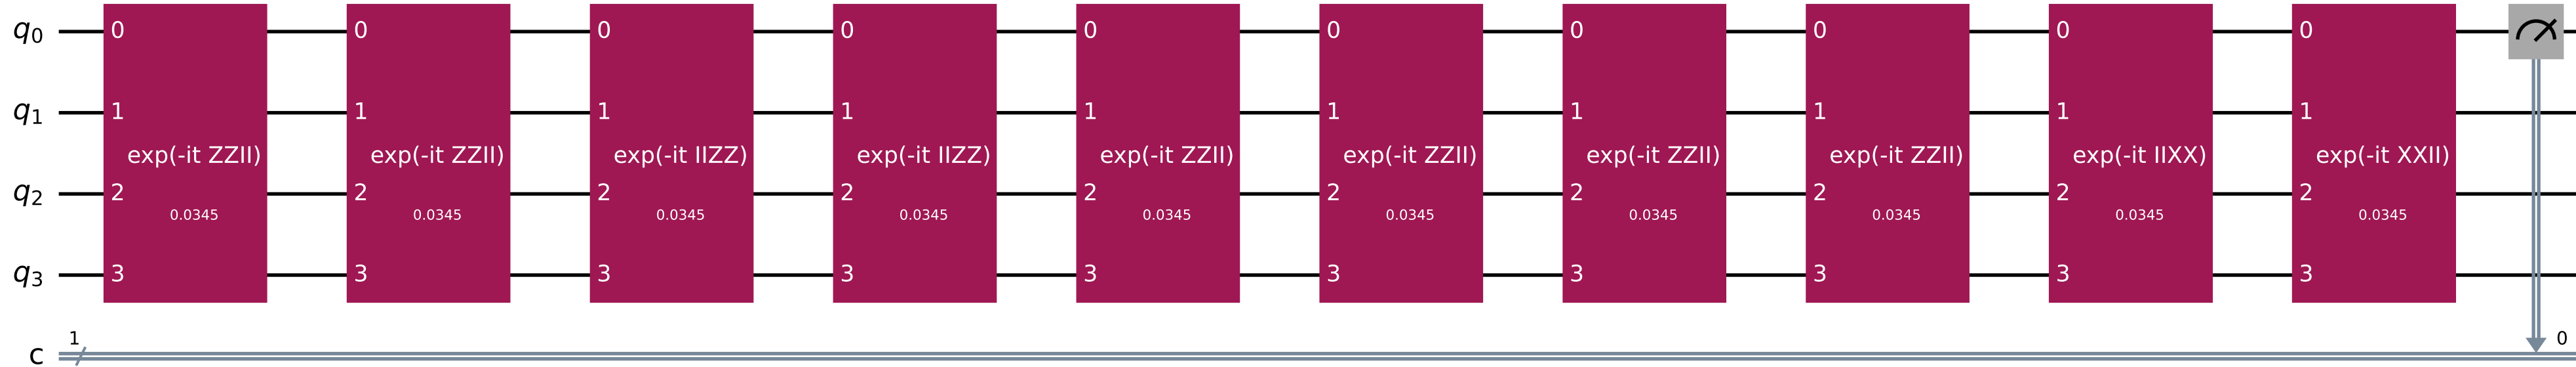 q0 0 0 0 0 0 0 0 0 0 0
q1 1 1 1 1 1 1 1 1 1 1
exp(-it ZZII) exp(-it ZZII) exp(-it IIZZ) exp(-it IIZZ) exp(-it ZZII) exp(-it ZZII) exp(-it ZZII) exp(-it ZZII) exp(-it IIXX) exp(-it XXII)
q2 2 2 2 2 2 2 2 2 2 2
0.0345 0.0345 0.0345 0.0345 0.0345 0.0345 0.0345 0.0345 0.0345 0.0345
q3 3 3 3 3 3 3 3 3 3 3
1 0
c